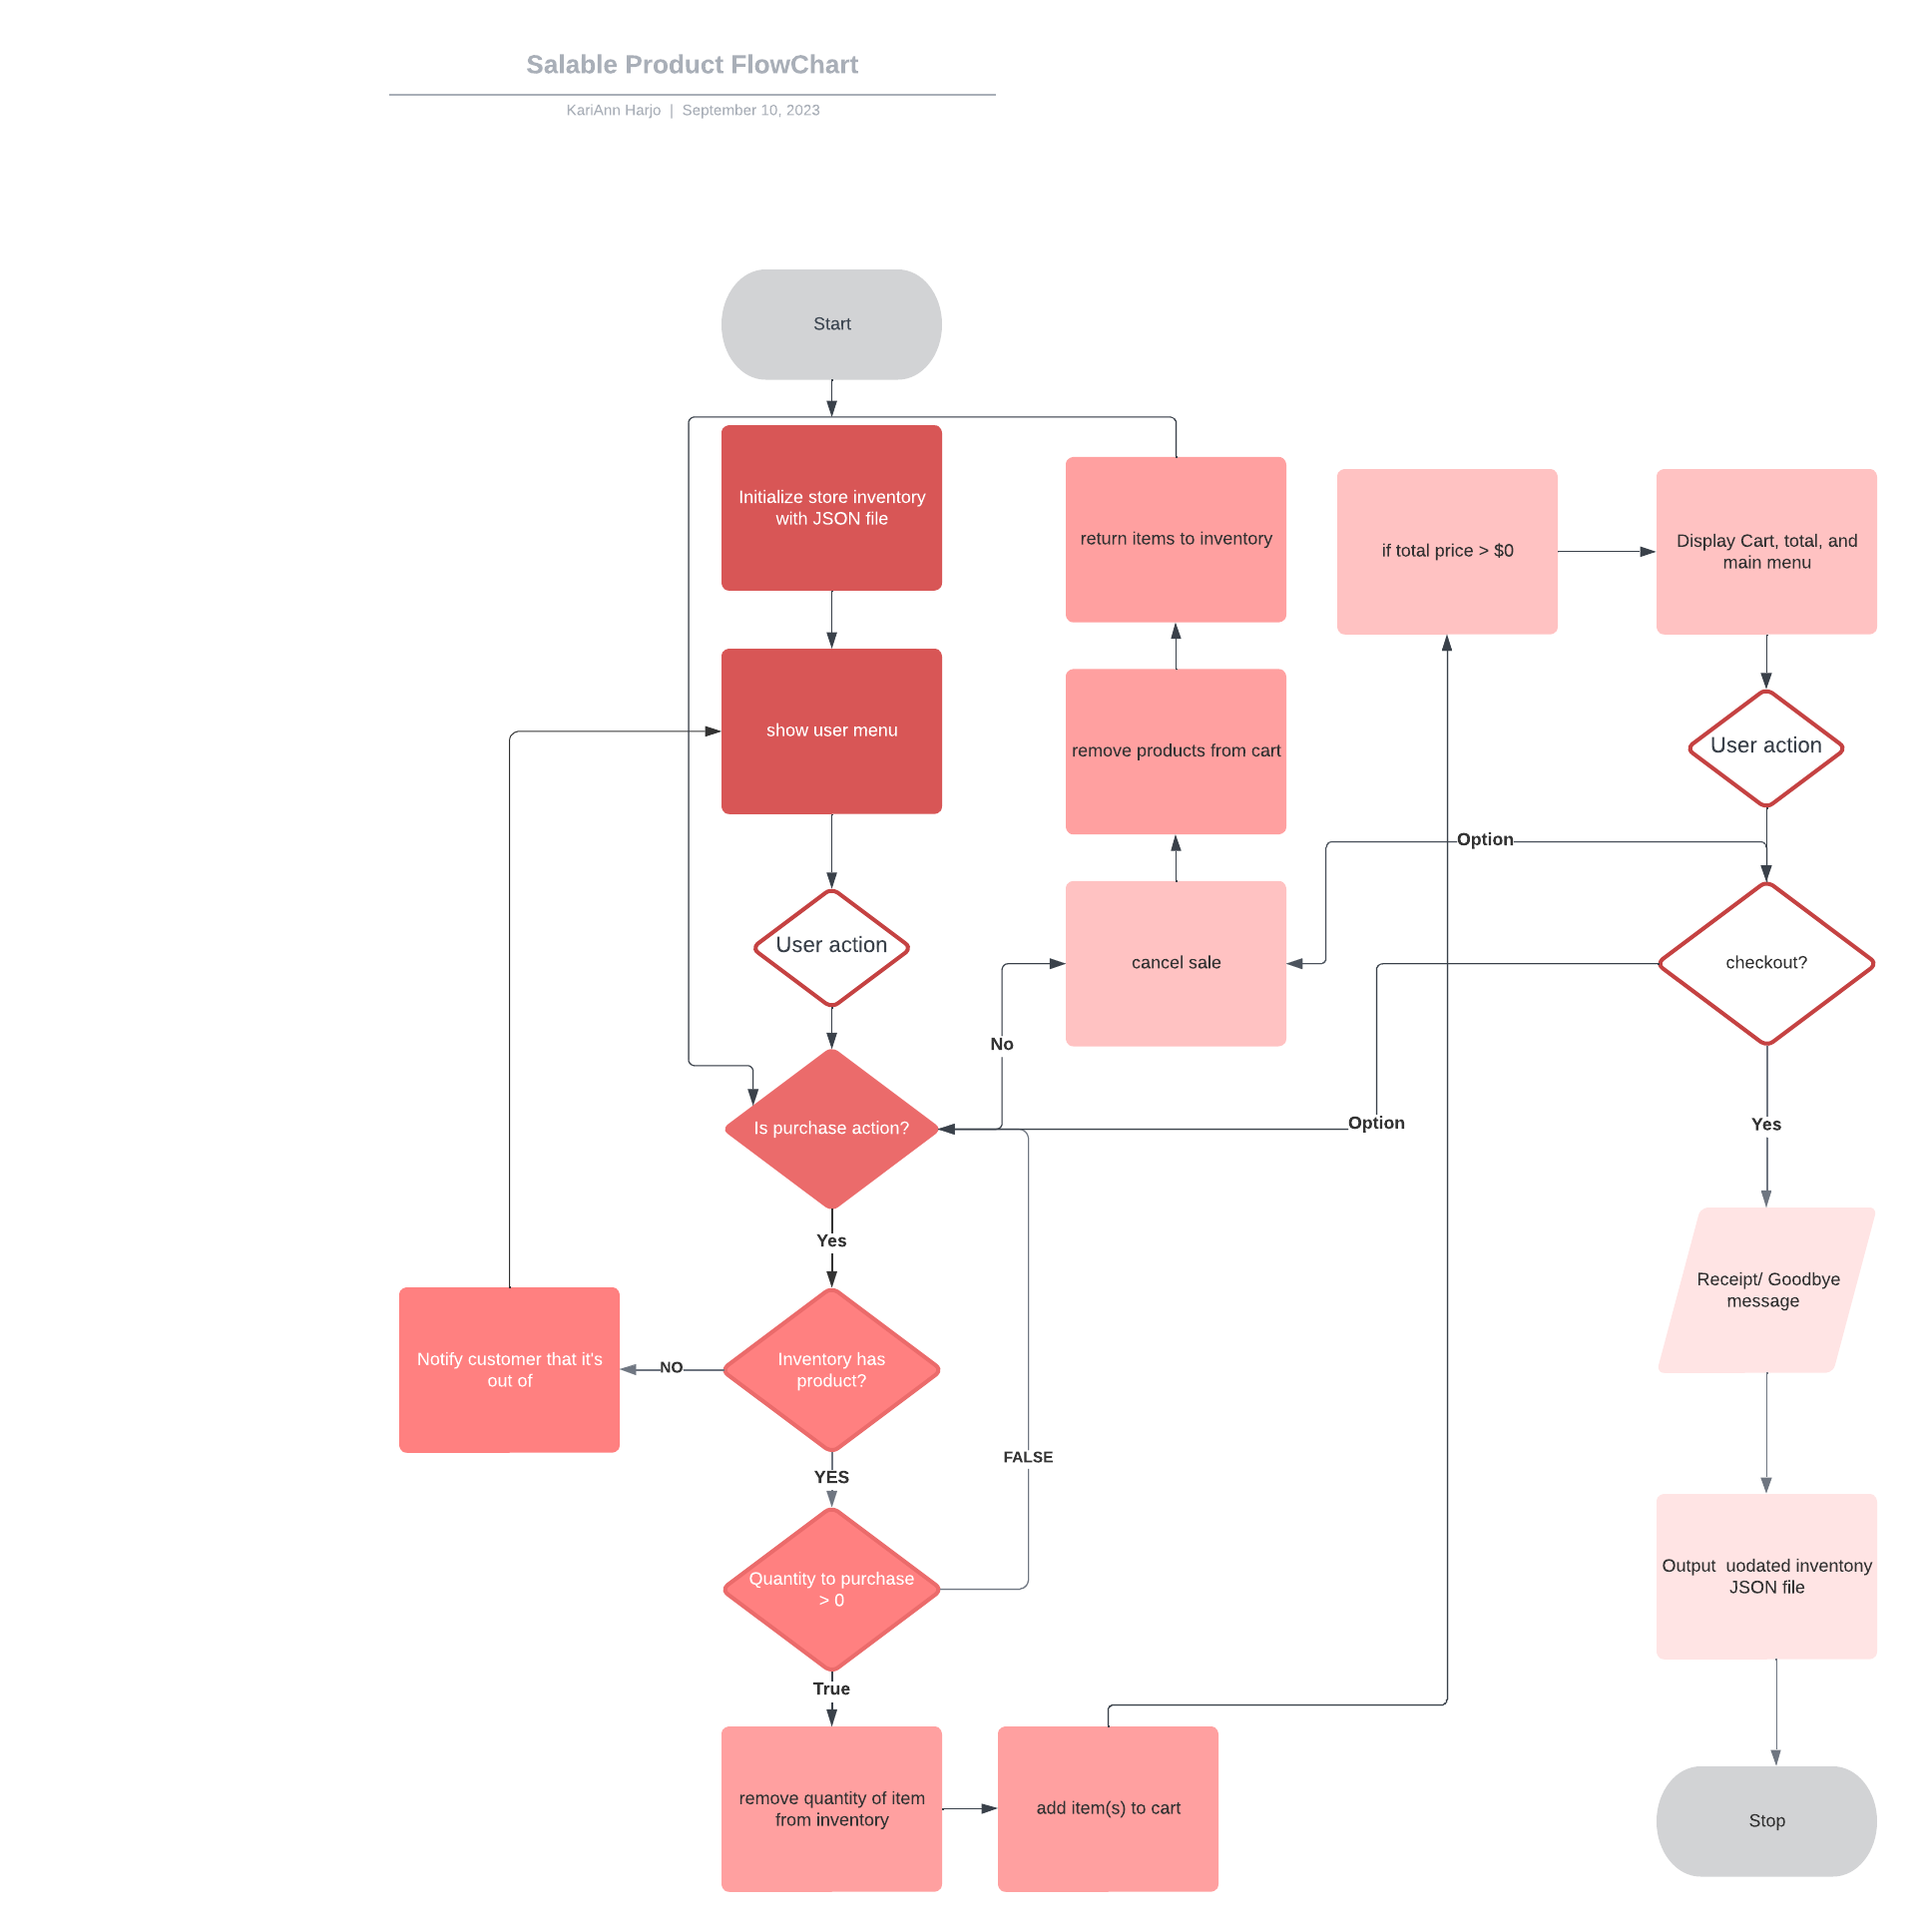 Salable Product FlowChart
KariAnn Harjo | September 10, 2023
Start
Initialize store inventory
with JSON file
show user menu
User action
Is purchase action?
Yes
Inventory has
product?
NO
Notify customer that it's
out of
YES
Quantity to purchase
> 0
FALSE
True
remove quantity of item
from inventory
add item(s) to cart
return items to inventory
remove products from cart
cancel sale
No
if total price > $0
Display Cart, total, and
main menu
User action
Option
checkout?
Option
Yes
Receipt/ Goodbye
message
Output  uodated inventony
JSON file
Stop